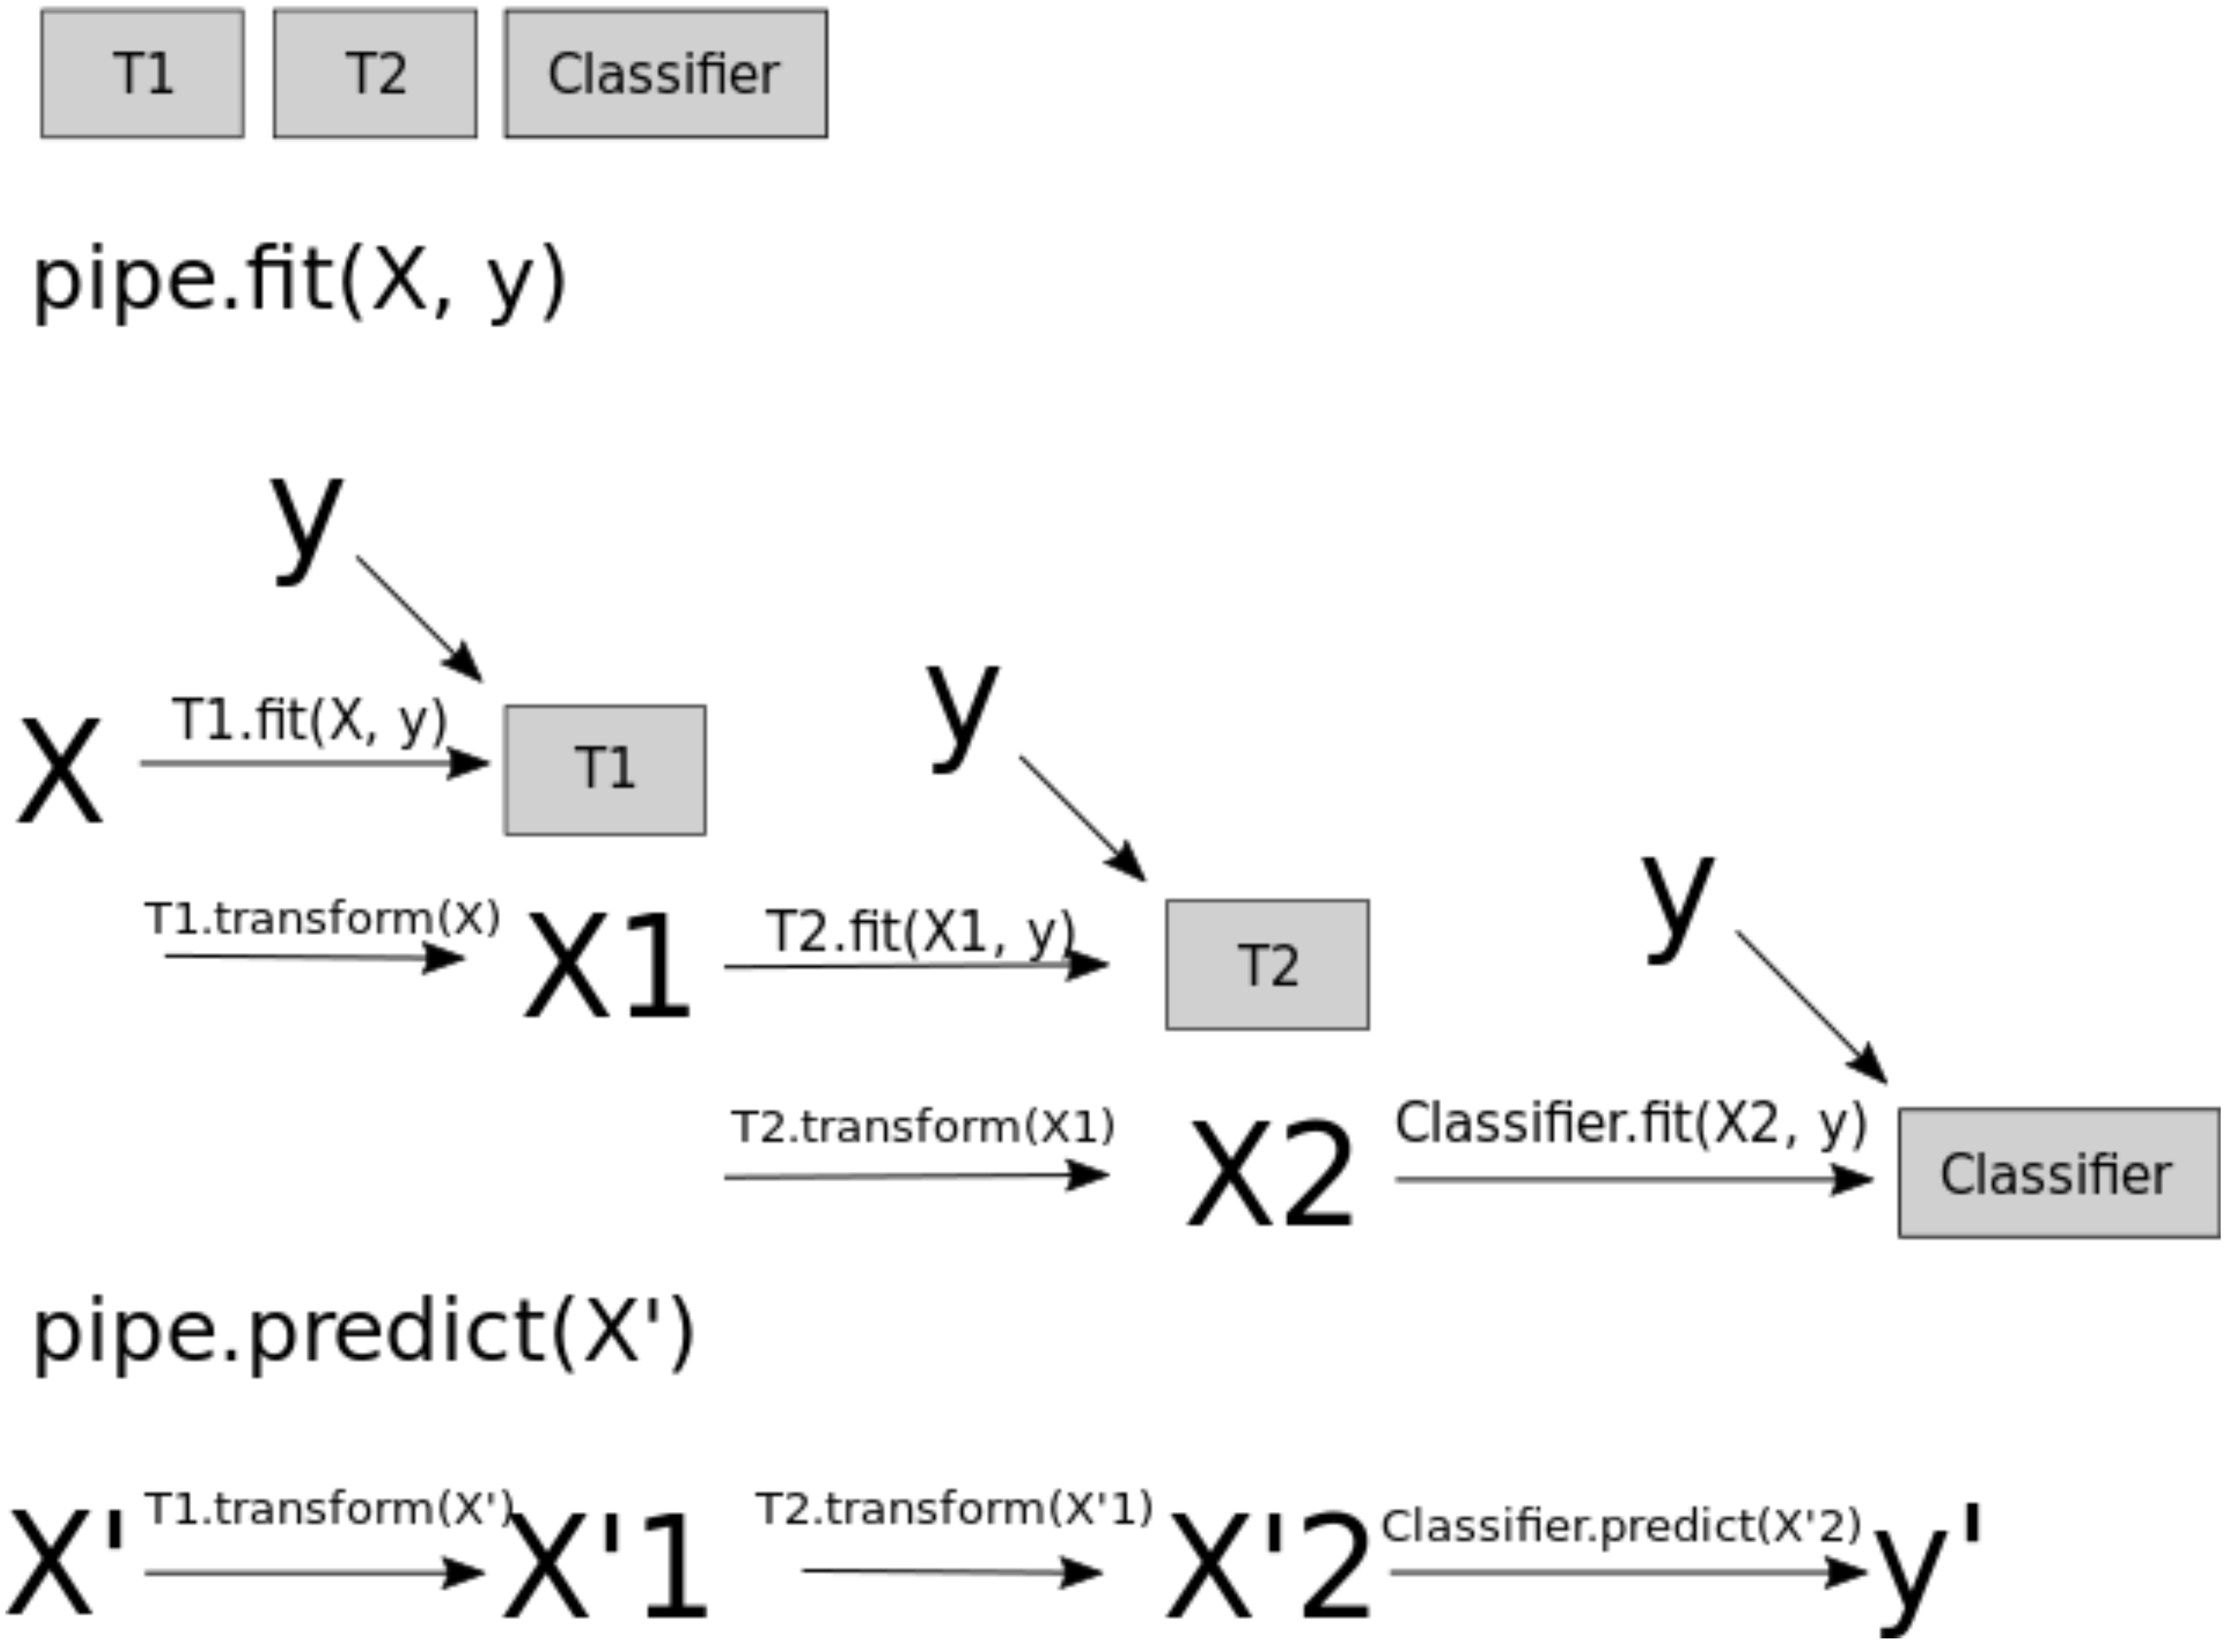 T1 T2 Classifier
pipe.fit(X, y)
y
T1.fit(X, y)
X
T1
y
T1.transform(X)
X1
T2.fit(X1, y)
T2
y
T2.transform(X1)
X2
Classifier.fit(X2, y)
Classifier
pipe.predict(X')
X' T1.transform(X') X'1 T2.transform(X'1) X'2 Classifier.predict(X'2) y'